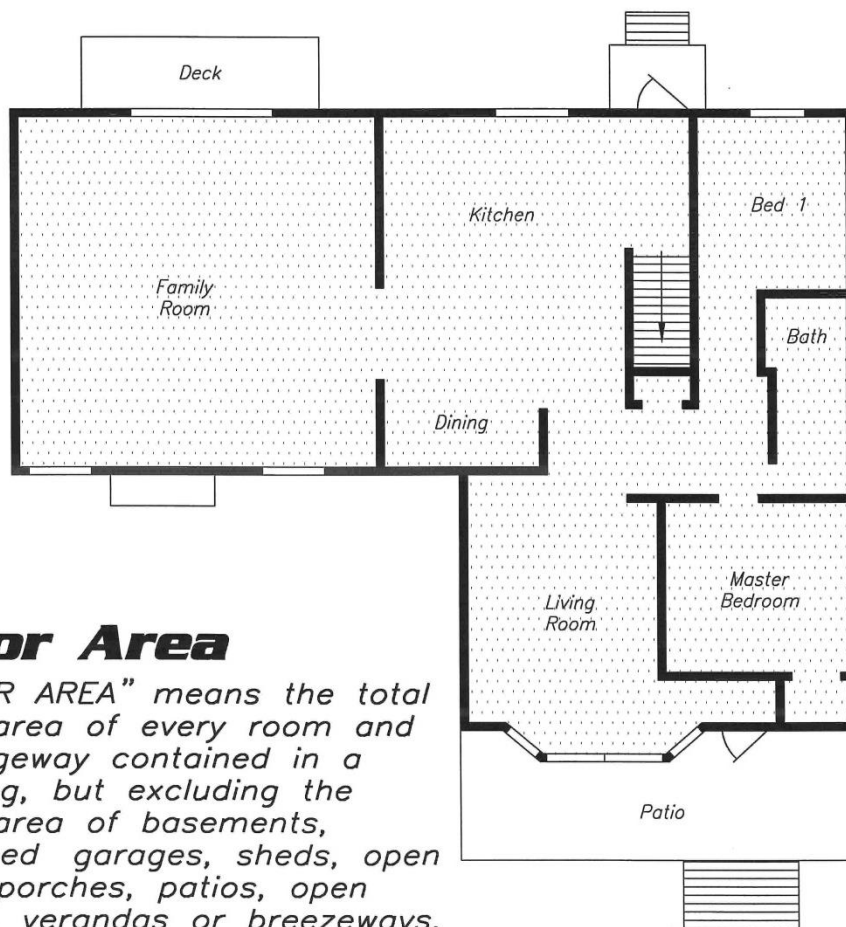 Deck
Kitchen
Bed 1
Family
Room
Bath
Dining
Master
Bedroom
Living
Room
or Area
R AREA" means the total
area of every room and
geway contained in a
g, but excluding the
area of basements,
ed garages, sheds, open
porches, patios, open
verandas or breezeways.
Patio